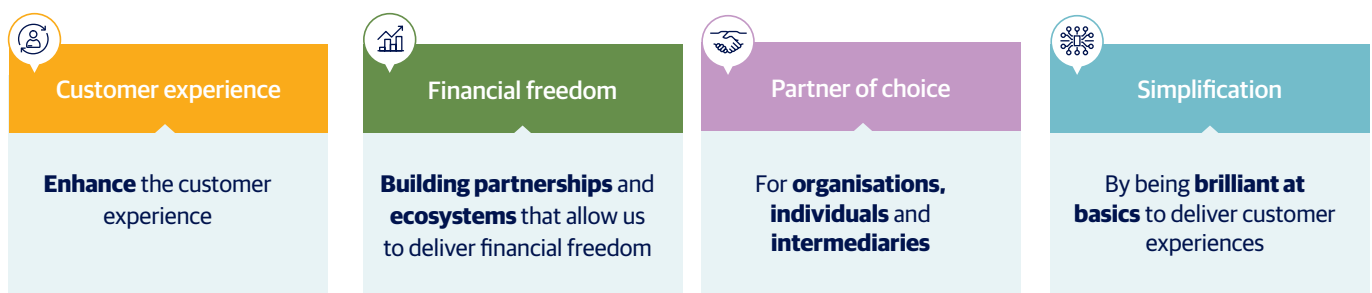 Customer experience
Enhance the customer
experience
Financial freedom
Building partnerships and
ecosystems that allow us
to deliver financial freedom
Partner of choice
For organisations,
individuals and
intermediaries
Simplification
By being brilliant at
basics to deliver customer
experiences